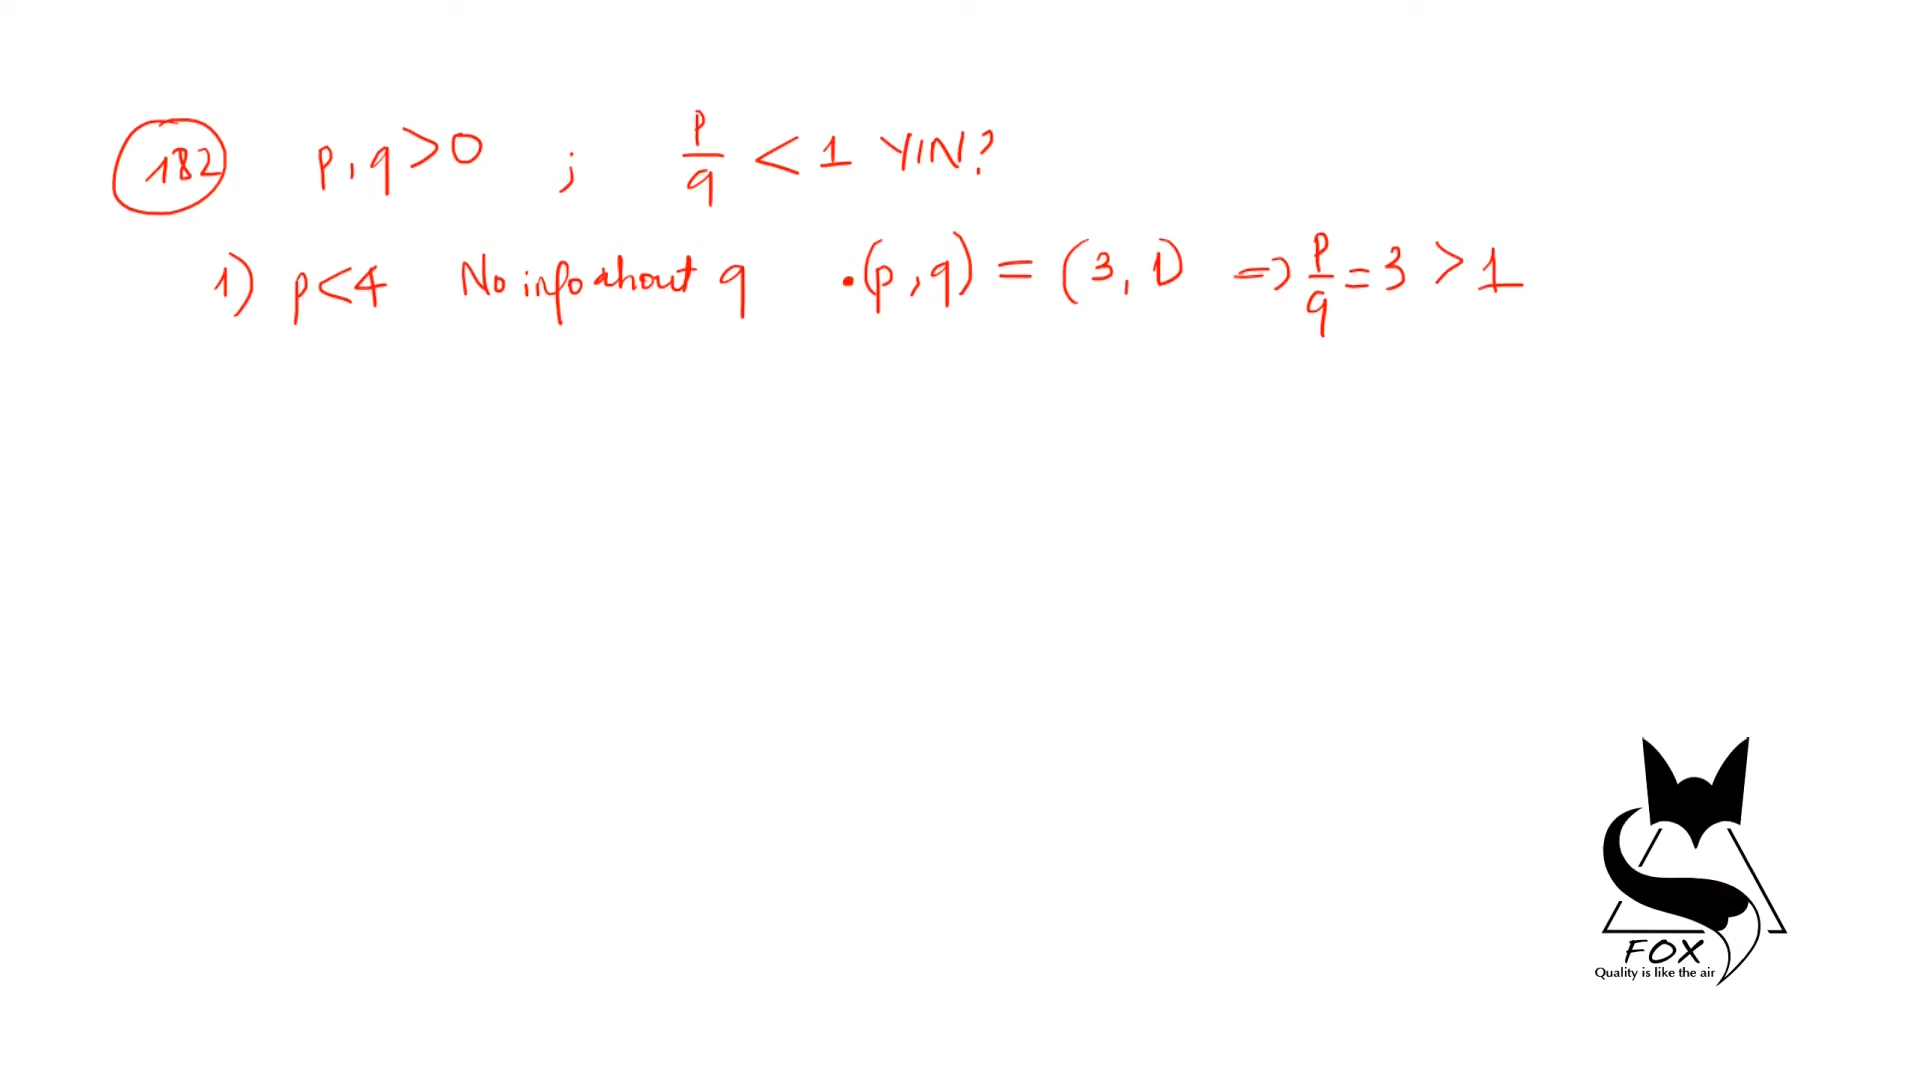 182 p, q > 0 ; p/q < 1 Y/N?
1) p < 4 No info about q • (p, q) = (3, 1) => p/q = 3 > 1
FOX
Quality is like the air